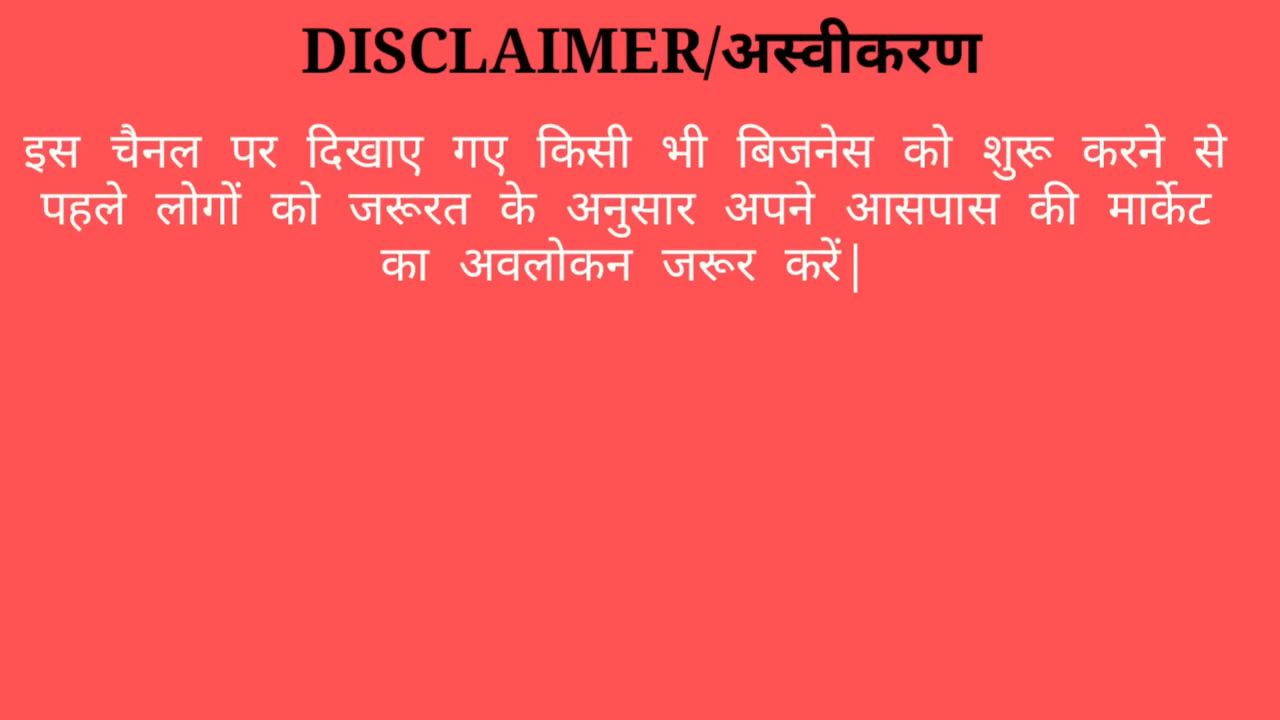 DISCLAIMER/अस्वीकरण
इस चैनल पर दिखाए गए किसी भी बिजनेस को शुरू करने से
पहले लोगों को जरूरत के अनुसार अपने आसपास की मार्केट
का अवलोकन जरूर करें|